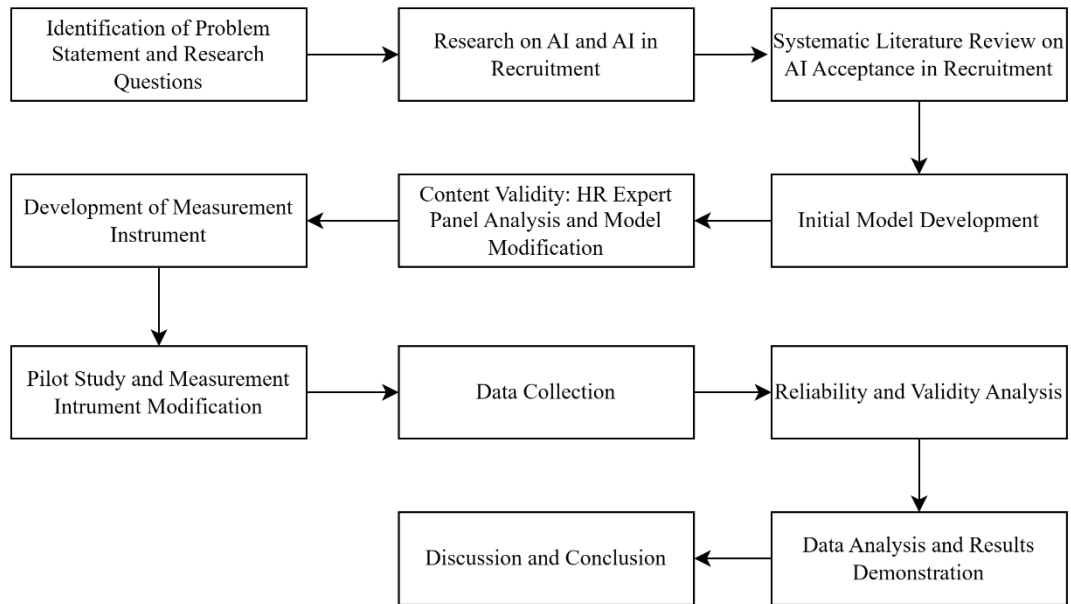 Identification of Problem
Statement and Research
Questions
Research on AI and AI in
Recruitment
Systematic Literature Review on
AI Acceptance in Recruitment
Initial Model Development
Content Validity: HR Expert
Panel Analysis and Model
Modification
Development of Measurement
Instrument
Pilot Study and Measurement
Intrument Modification
Data Collection
Reliability and Validity Analysis
Data Analysis and Results
Demonstration
Discussion and Conclusion